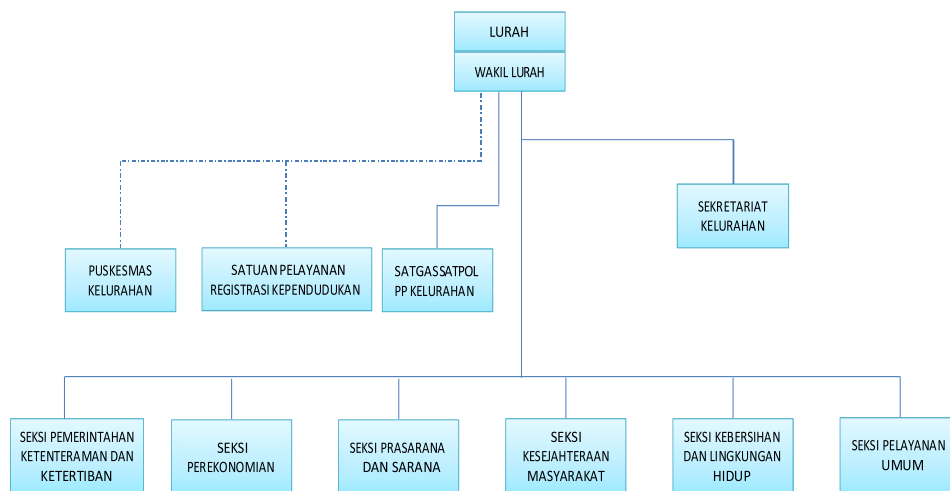 LURAH
WAKIL LURAH
SEKRETARIAT
KELURAHAN
PUSKESMAS
KELURAHAN
SATUAN PELAYANAN
REGISTRASI KEPENDUDUKAN
SATGASSATPOL
PP KELURAHAN
SEKSI PEMERINTAHAN
KETENTERAMAN DAN
KETERTIBAN
SEKSI
PEREKONOMIAN
SEKSI PRASARANA
DAN SARANA
SEKSI
KESEJAHTERAAN
MASYARAKAT
SEKSI KEBERSIHAN
DAN LINGKUNGAN
HIDUP
SEKSI PELAYANAN
UMUM